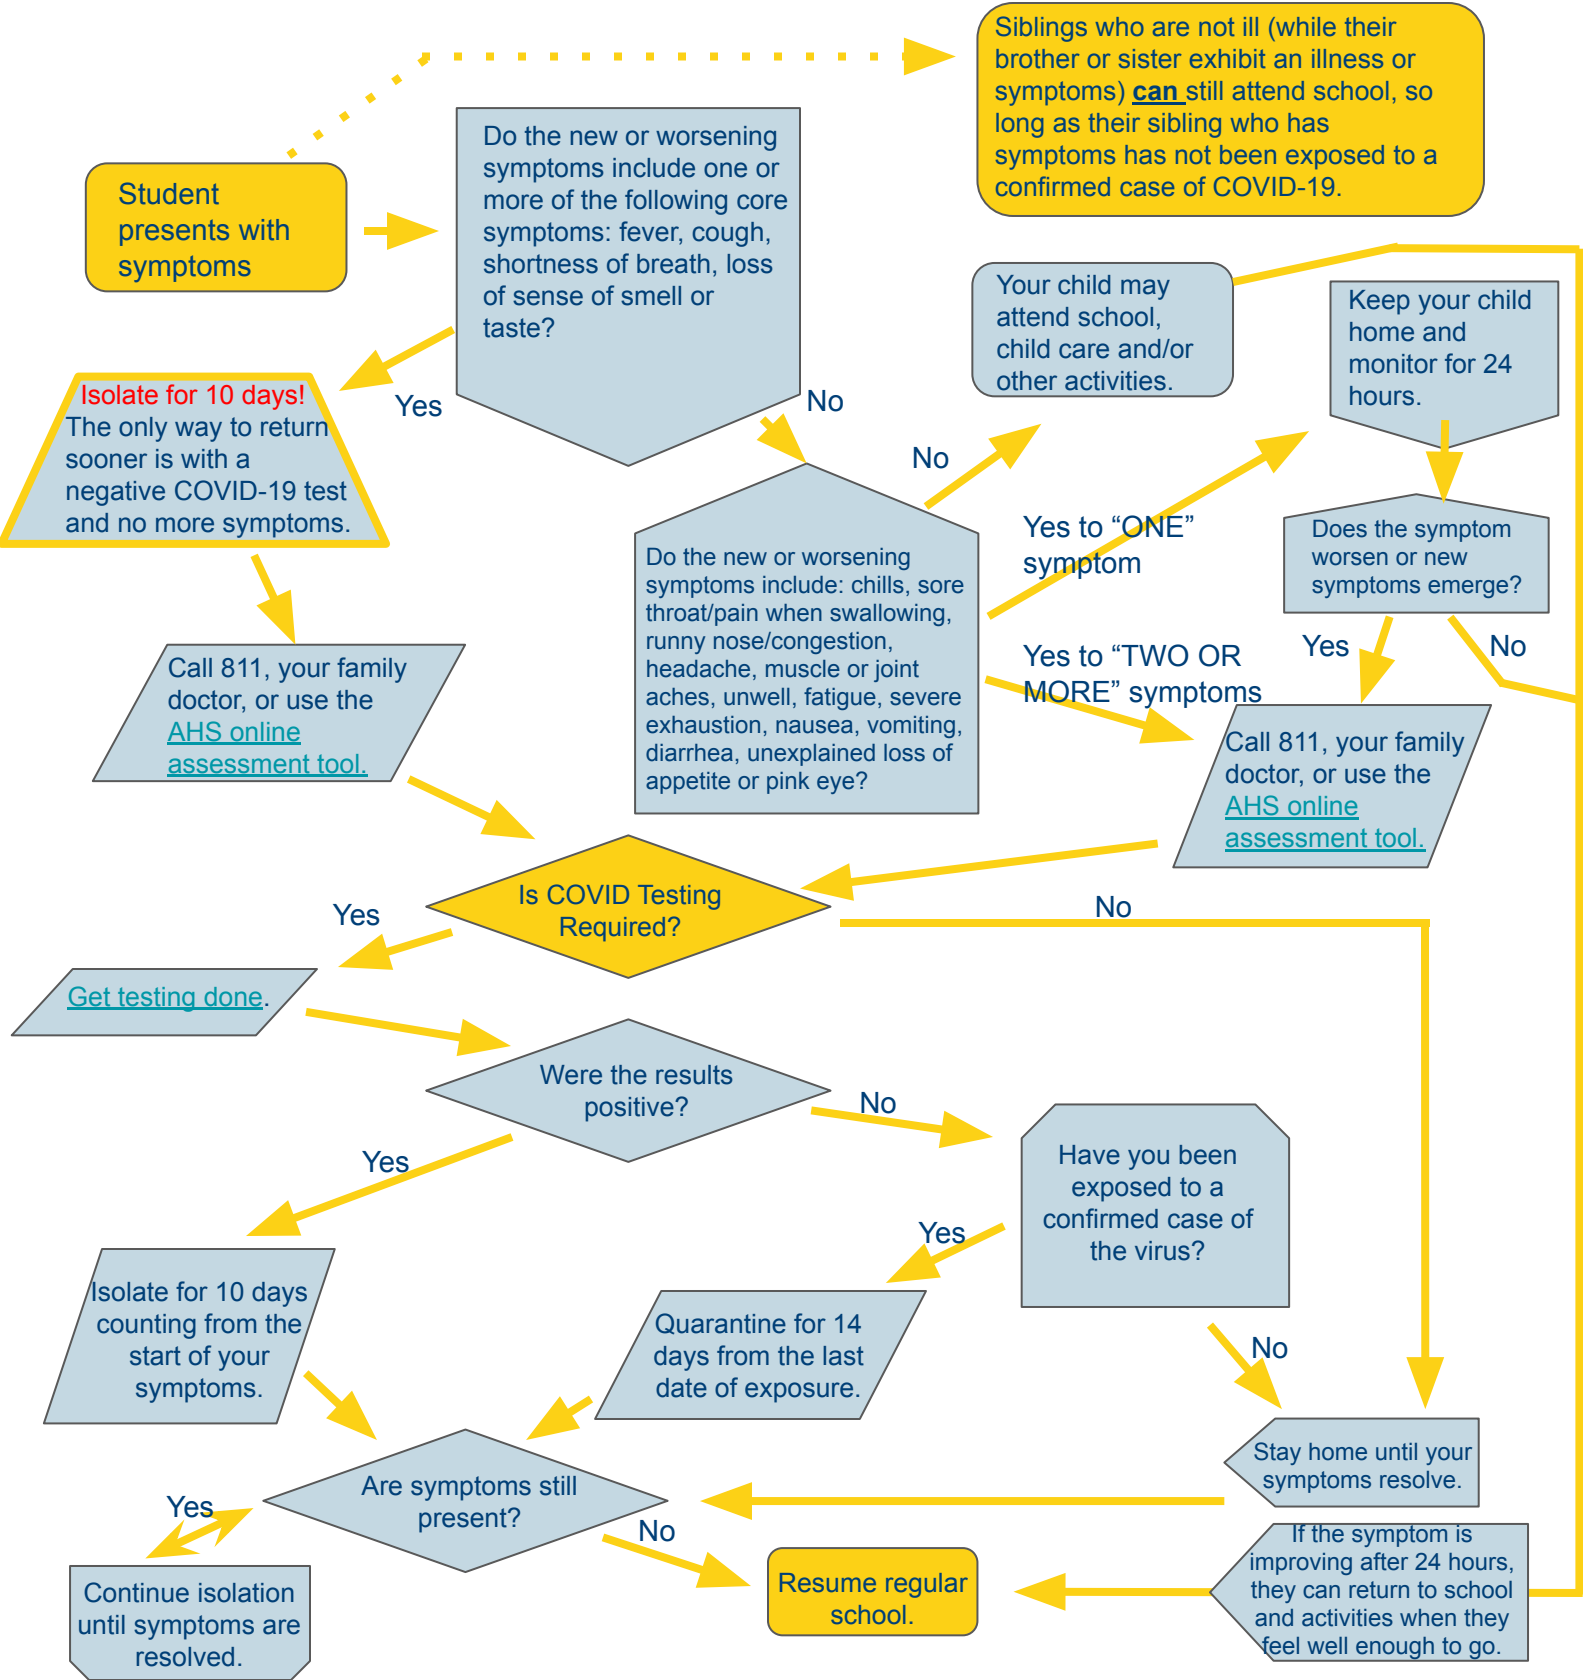 Siblings who are not ill (while their
brother or sister exhibit an illness or
symptoms) can still attend school, so
long as their sibling who has
symptoms has not been exposed to a
confirmed case of COVID-19.
Student
presents with
symptoms
Do the new or worsening
symptoms include one or
more of the following core
symptoms: fever, cough,
shortness of breath, loss
of sense of smell or
taste?
Yes
No
Isolate for 10 days!
The only way to return
sooner is with a
negative COVID-19 test
and no more symptoms.
Your child may
attend school,
child care and/or
other activities.
Keep your child
home and
monitor for 24
hours.
No
Yes to “ONE”
symptom
Yes to “TWO OR
MORE” symptoms
Do the new or worsening
symptoms include: chills, sore
throat/pain when swallowing,
runny nose/congestion,
headache, muscle or joint
aches, unwell, fatigue, severe
exhaustion, nausea, vomiting,
diarrhea, unexplained loss of
appetite or pink eye?
Does the symptom
worsen or new
symptoms emerge?
Yes
No
Call 811, your family
doctor, or use the
AHS online
assessment tool.
Call 811, your family
doctor, or use the
AHS online
assessment tool.
Is COVID Testing
Required?
Yes
No
Get testing done.
Were the results
positive?
Yes
No
Have you been
exposed to a
confirmed case of
the virus?
Yes
No
Isolate for 10 days
counting from the
start of your
symptoms.
Quarantine for 14
days from the last
date of exposure.
Stay home until your
symptoms resolve.
Are symptoms still
present?
Yes
No
Continue isolation
until symptoms are
resolved.
Resume regular
school.
If the symptom is
improving after 24 hours,
they can return to school
and activities when they
feel well enough to go.